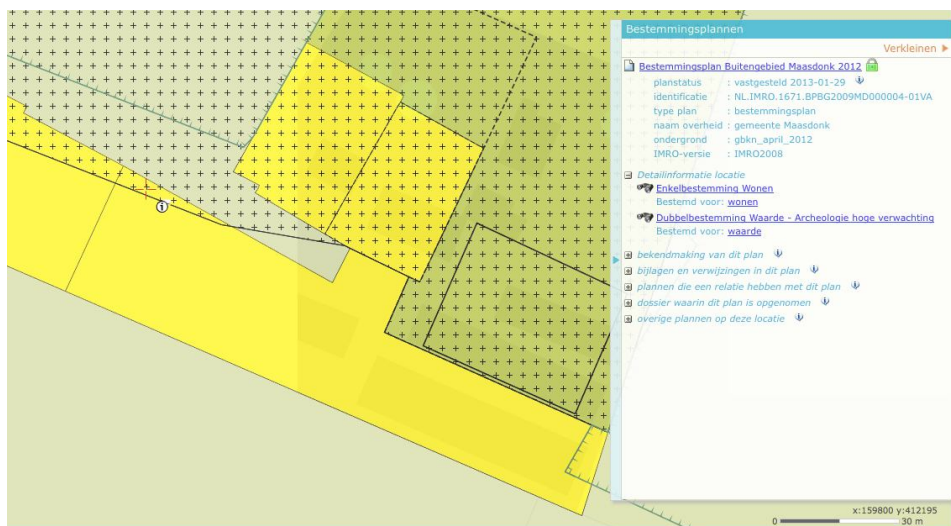 Bestemmingsplannen
Verkleinen
Bestemmingsplan Buitengebied Maasdonk 2012
planstatus : vastgesteld 2013-01-29
identificatie : NL.IMRO.1671.BPBG2009MD000004-01VA
type plan : bestemmingsplan
naam overheid : gemeente Maasdonk
ondergrond : gbkn_april_2012
IMRO-versie : IMRO2008
Detailinformatie locatie
Enkelbestemming Wonen
Bestemd voor: wonen
Dubbelbestemming Waarde - Archeologie hoge verwachting
Bestemd voor: waarde
bekendmaking van dit plan
bijlagen en verwijzingen in dit plan
plannen die een relatie hebben met dit plan
dossier waarin dit plan is opgenomen
overige plannen op deze locatie
x:159800 y:412195
0 30 m